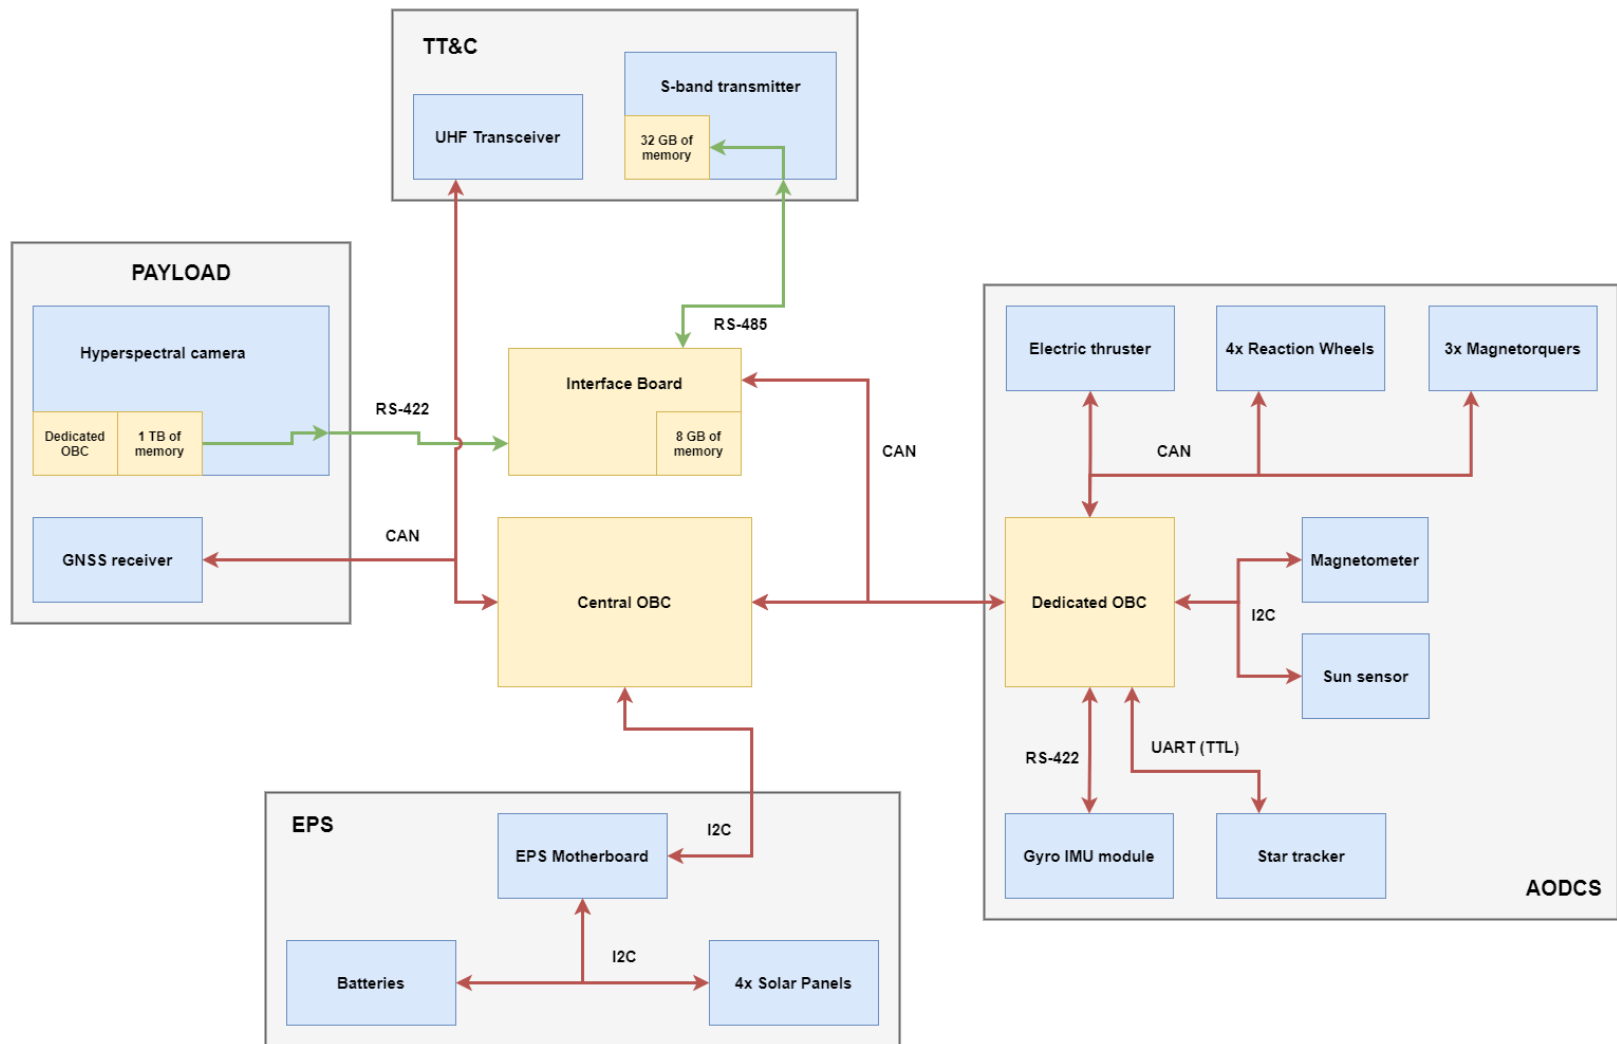 TT&C
S-band transmitter
UHF Transceiver
32 GB of
memory
PAYLOAD
Hyperspectral camera
Dedicated
OBC
1 TB of
memory
RS-422
RS-485
Interface Board
8 GB of
memory
CAN
GNSS receiver
CAN
Central OBC
Electric thruster
4x Reaction Wheels
3x Magnetorquers
CAN
Dedicated OBC
Magnetometer
I2C
Sun sensor
RS-422
UART (TTL)
Gyro IMU module
Star tracker
AODCS
EPS
EPS Motherboard
I2C
I2C
Batteries
4x Solar Panels